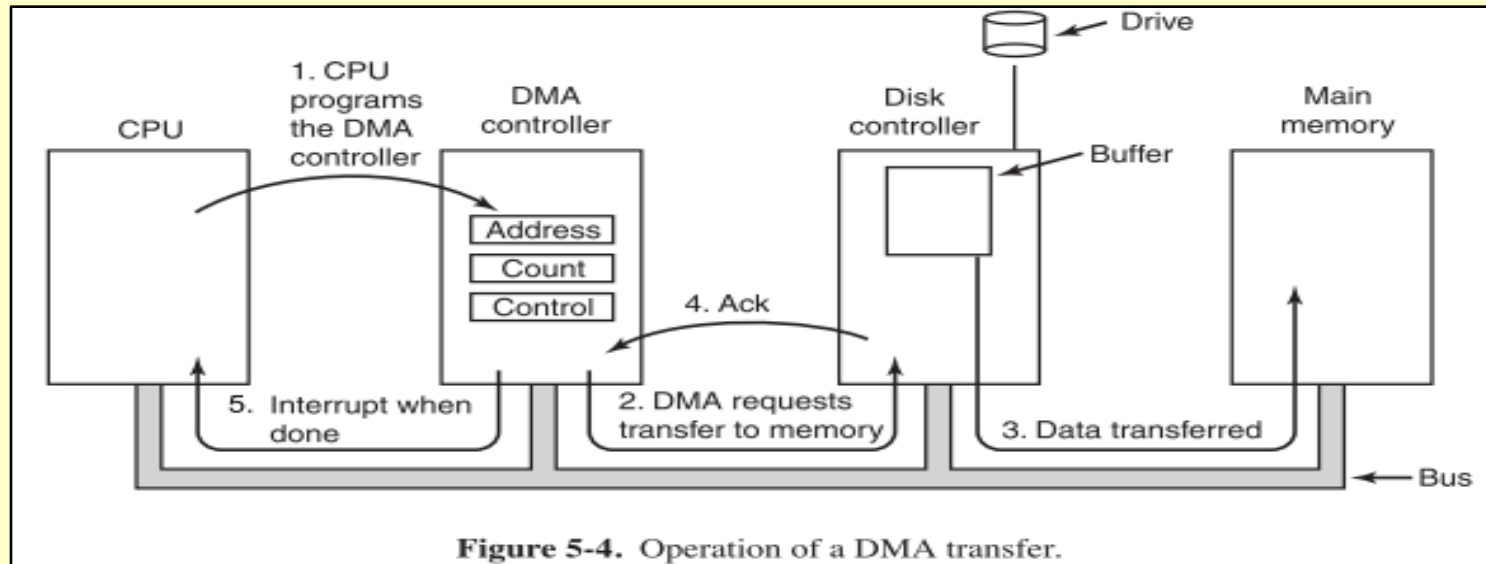 Drive
1. CPU
programs
the DMA
controller
CPU
DMA
controller
Disk
controller
Main
memory
Buffer
Address
Count
Control
4. Ack
5. Interrupt when
done
2. DMA requests
transfer to memory
3. Data transferred
Bus
Figure 5-4. Operation of a DMA transfer.